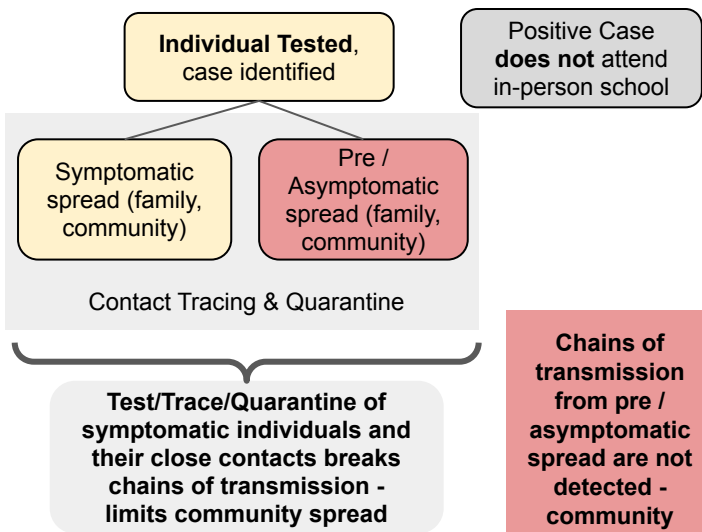 Individual Tested,
case identified
Positive Case
does not attend
in-person school
Symptomatic
spread (family,
community)
Pre /
Asymptomatic
spread (family,
community)
Contact Tracing & Quarantine
Test/Trace/Quarantine of
symptomatic individuals and
their close contacts breaks
chains of transmission -
limits community spread
Chains of
transmission
from pre /
asymptomatic
spread are not
detected -
community